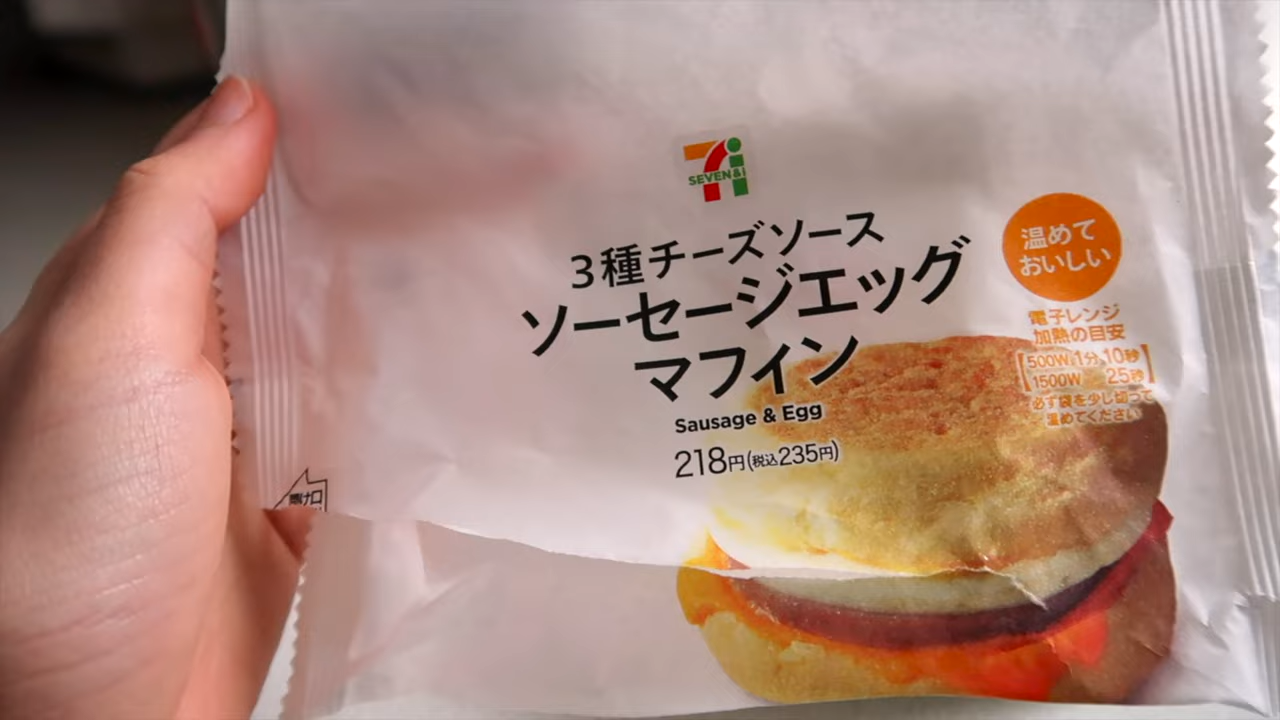 SEVEN&i
3種チーズソース
ソーセージエッグ
マフィン
Sausage & Egg
218円(税込235円)
温めて
おいしい
電子レンジ
加熱の目安
500W 1分10秒
1500W 25秒
必ず袋を少し切って
温めてください
開け口